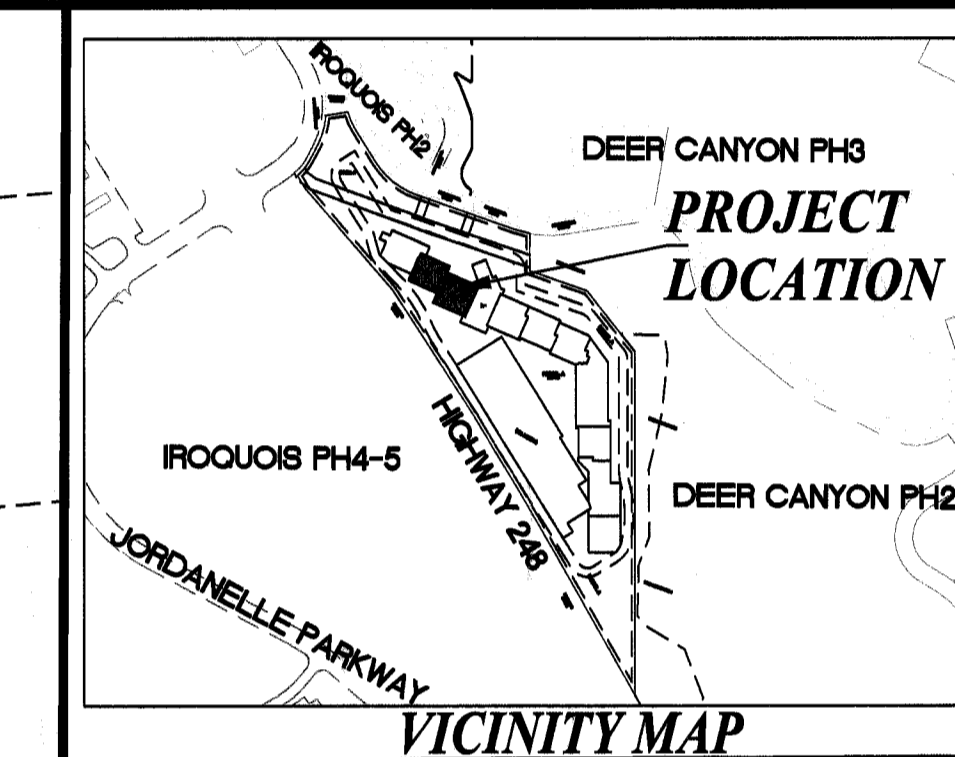 IROQUOIS PH2
DEER CANYON PH3
PROJECT
LOCATION
IROQUOIS PH4-5
HIGHWAY 248
DEER CANYON PH2
JORDANELLE PARKWAY
VICINITY MAP